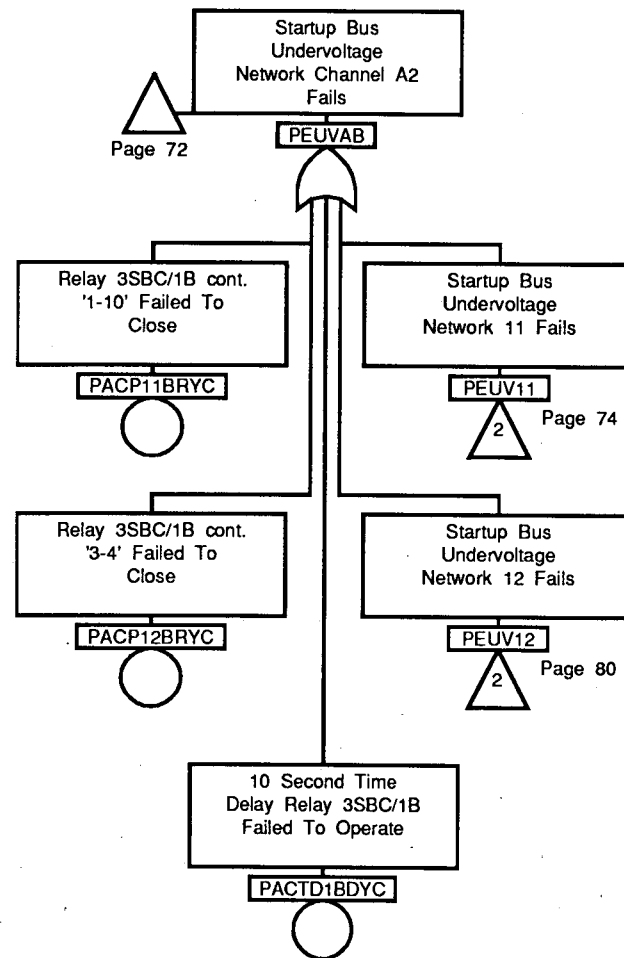 Startup Bus
Undervoltage
Network Channel A2
Fails
Page 72
PEUVAB
Relay 3SBC/1B cont.
'1-10' Failed To
Close
PACP11BRYC
Startup Bus
Undervoltage
Network 11 Fails
PEUV11
2
Page 74
Relay 3SBC/1B cont.
'3-4' Failed To
Close
PACP12BRYC
Startup Bus
Undervoltage
Network 12 Fails
PEUV12
2
Page 80
10 Second Time
Delay Relay 3SBC/1B
Failed To Operate
PACTD1BDYC